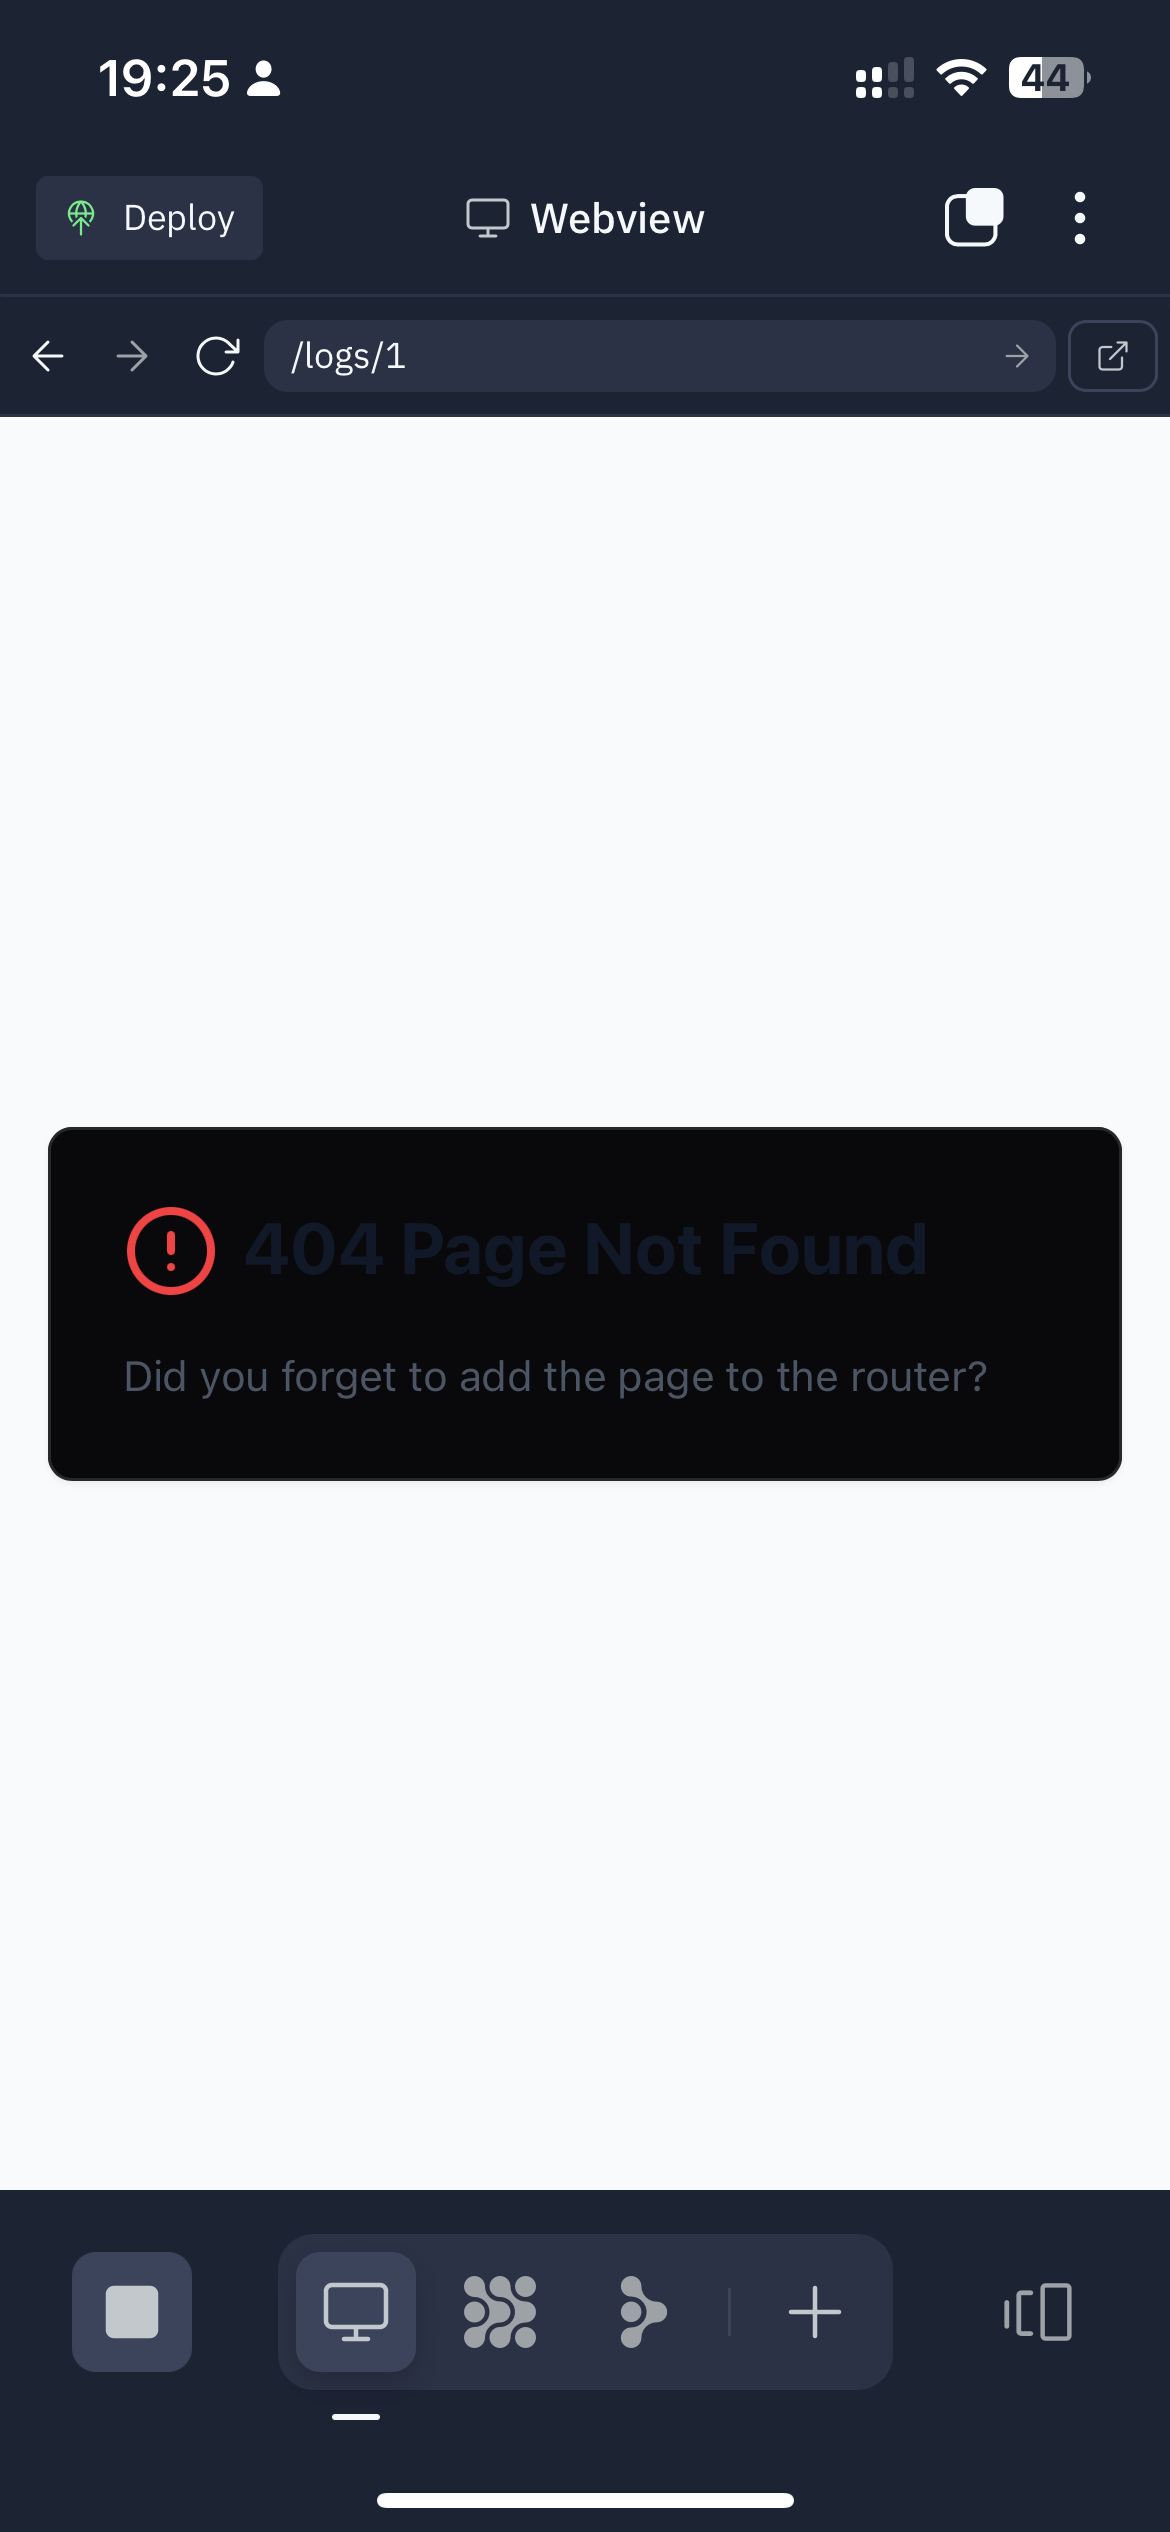 19:25
44
Deploy
Webview
/logs/1
404 Page Not Found
Did you forget to add the page to the router?